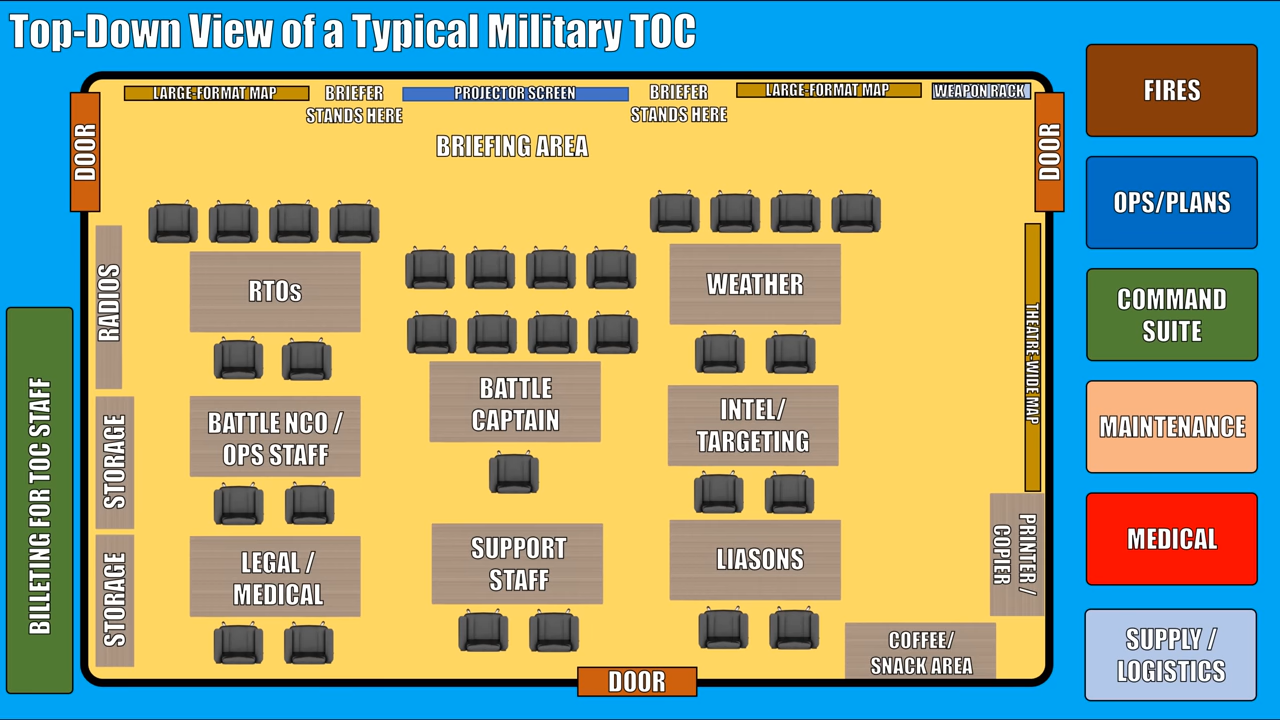 Top-Down View of a Typical Military TOC
LARGE-FORMAT MAP
BRIEFER
STANDS HERE
PROJECTOR SCREEN
BRIEFER
STANDS HERE
LARGE-FORMAT MAP
WEAPON RACK
DOOR
BRIEFING AREA
DOOR
RADIOS
RTOs
WEATHER
THEATRE-WIDE MAP
BATTLE
CAPTAIN
STORAGE
BATTLE NCO /
OPS STAFF
INTEL/
TARGETING
BILLETING FOR TOC STAFF
STORAGE
LEGAL /
MEDICAL
SUPPORT
STAFF
LIASONS
PRINTER /
COPIER
COFFEE/
SNACK AREA
DOOR
FIRES
OPS/PLANS
COMMAND
SUITE
MAINTENANCE
MEDICAL
SUPPLY /
LOGISTICS